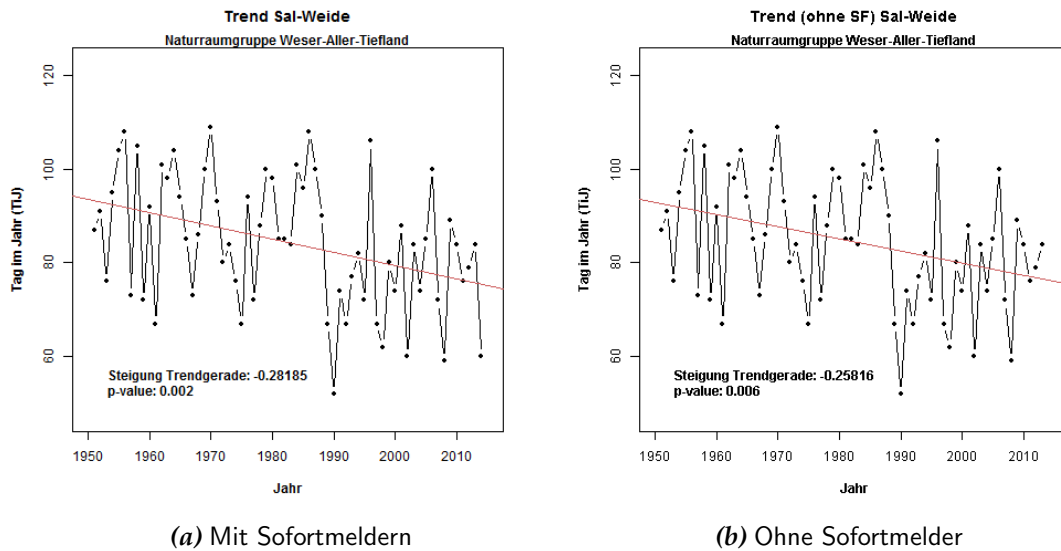 Trend Sal-Weide
Naturraumgruppe Weser-Aller-Tiefland
Tag im Jahr (TiJ)
120
100
80
60
Steigung Trendgerade: -0.28185
p-value: 0.002
1950 1960 1970 1980 1990 2000 2010
Jahr
(a) Mit Sofortmeldern
Trend (ohne SF) Sal-Weide
Naturraumgruppe Weser-Aller-Tiefland
Tag im Jahr (TiJ)
120
100
80
60
Steigung Trendgerade: -0.25816
p-value: 0.006
1950 1960 1970 1980 1990 2000 2010
Jahr
(b) Ohne Sofortmelder